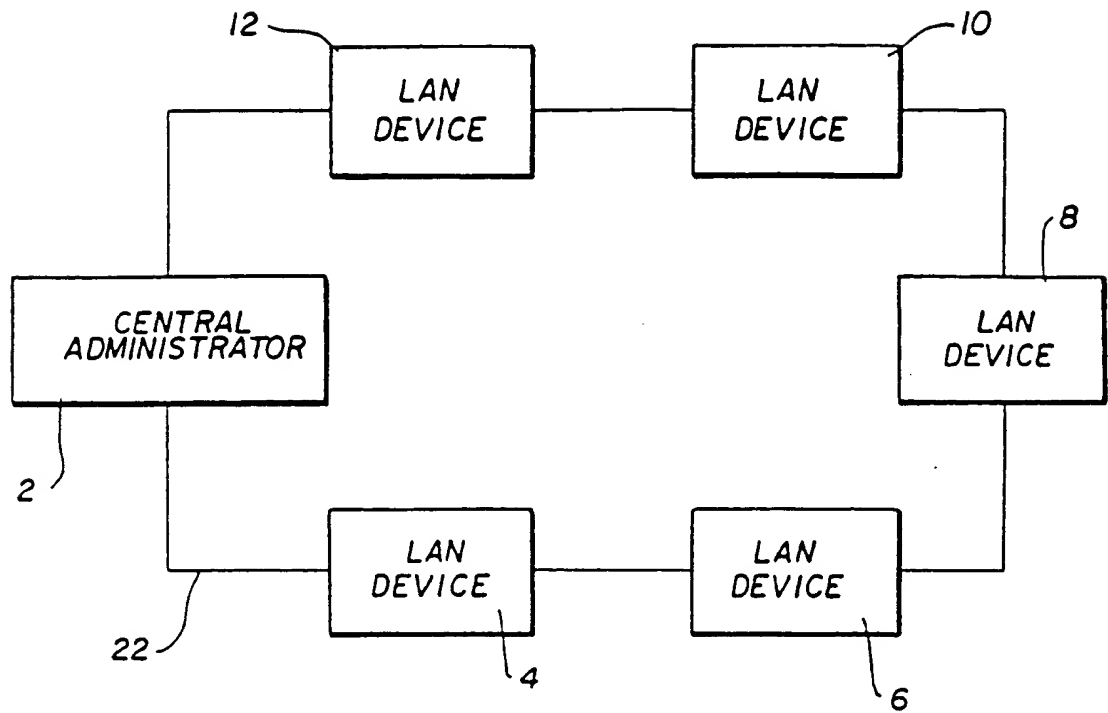 12
10
LAN
DEVICE
LAN
DEVICE
8
CENTRAL
ADMINISTRATOR
LAN
DEVICE
2
LAN
DEVICE
LAN
DEVICE
22
4
6